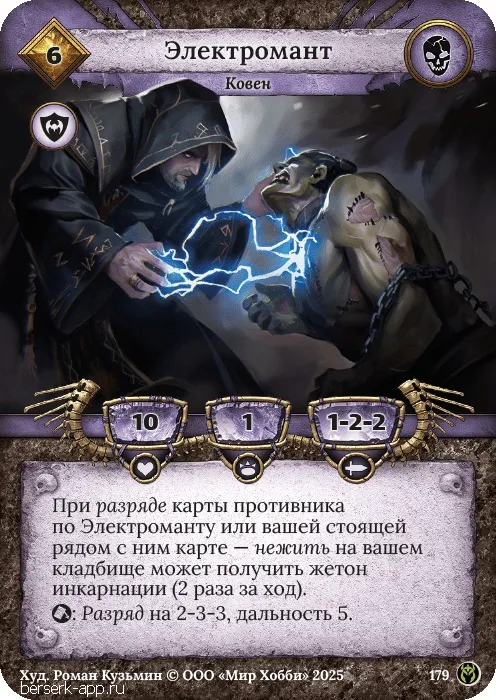 Электромант
6
Ковен
10
1
1-2-2
При разряде карты противника
по Электроманту или вашей стоящей
рядом с ним карте — нежить на вашем
кладбище может получить жетон
инкарнации (2 раза за ход).
: Разряд на 2-3-3, дальность 5.
Худ. Роман Кузьмин © ООО «Мир Хобби» 2025
179
berserk-app.ru